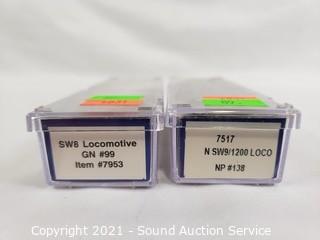 SW8 Locomotive
GN #99
Item #7953
7517
N SW9/1200 LOCO
NP #138
Copyright 2021 - Sound Auction Service